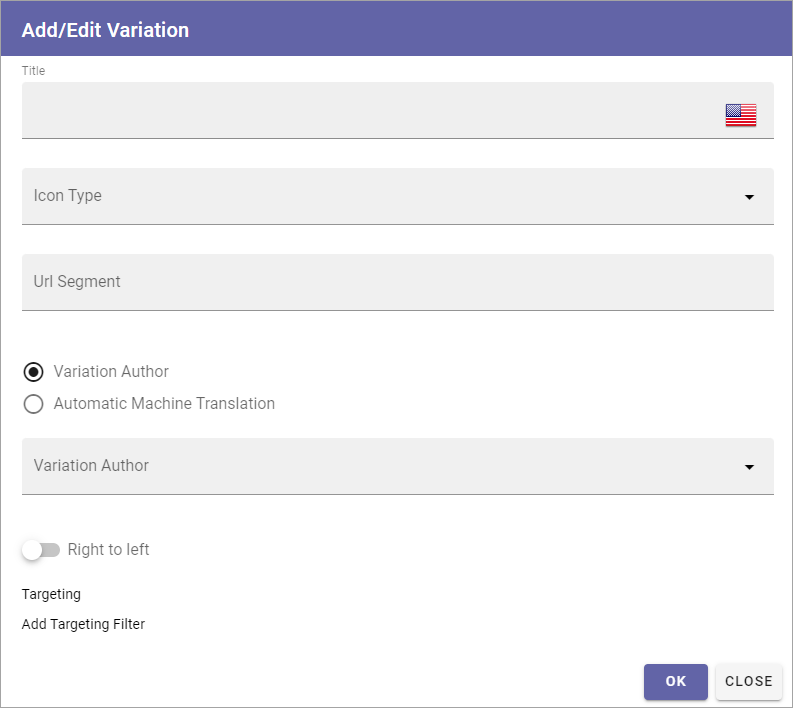 Add/Edit Variation
Title
Icon Type
Url Segment
Variation Author
Automatic Machine Translation
Variation Author
Right to left
Targeting
Add Targeting Filter
OK CLOSE